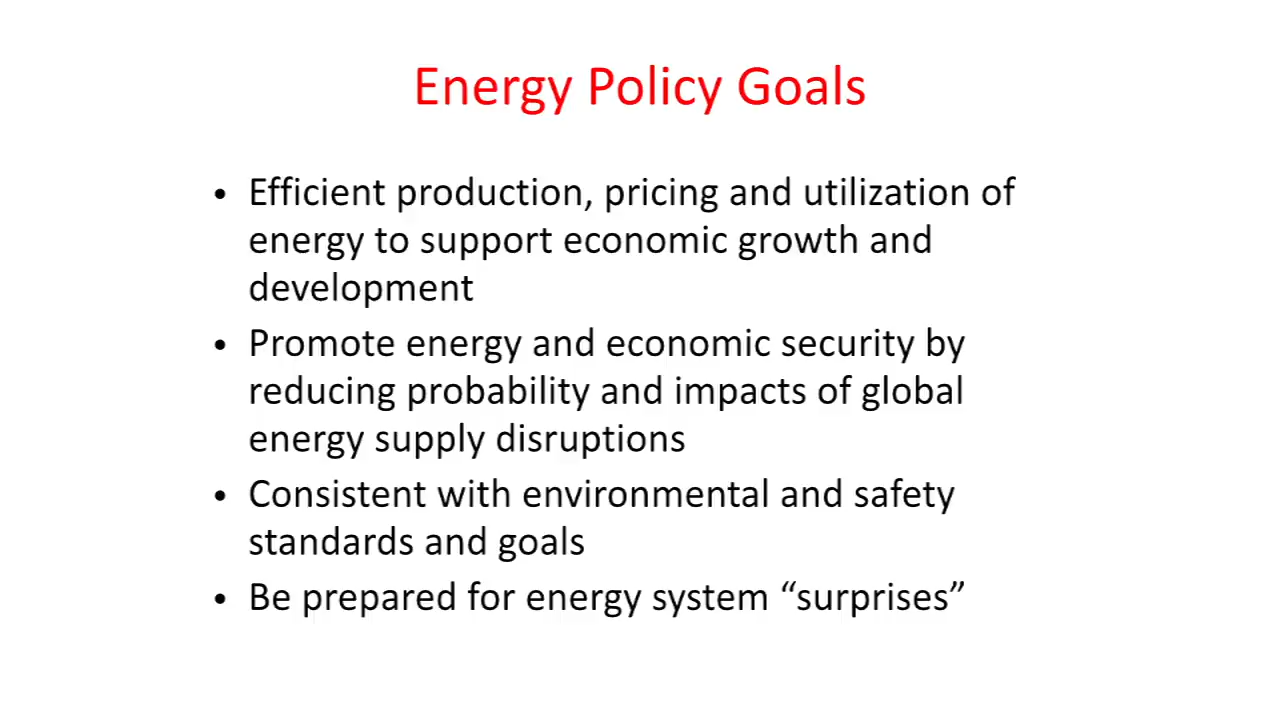 Energy Policy Goals
• Efficient production, pricing and utilization of
energy to support economic growth and
development
• Promote energy and economic security by
reducing probability and impacts of global
energy supply disruptions
• Consistent with environmental and safety
standards and goals
• Be prepared for energy system “surprises”